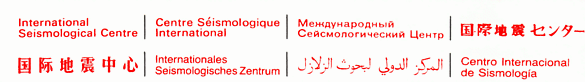 International
Seismological Centre
Centre Séismologique
International
Международный
Сейсмологический Центр
国際地震センター
国际地震中心
Internationales
Seismologisches Zentrum
المركز الدولي لبحوث الزلازل
Centro Internacional
de Sismología